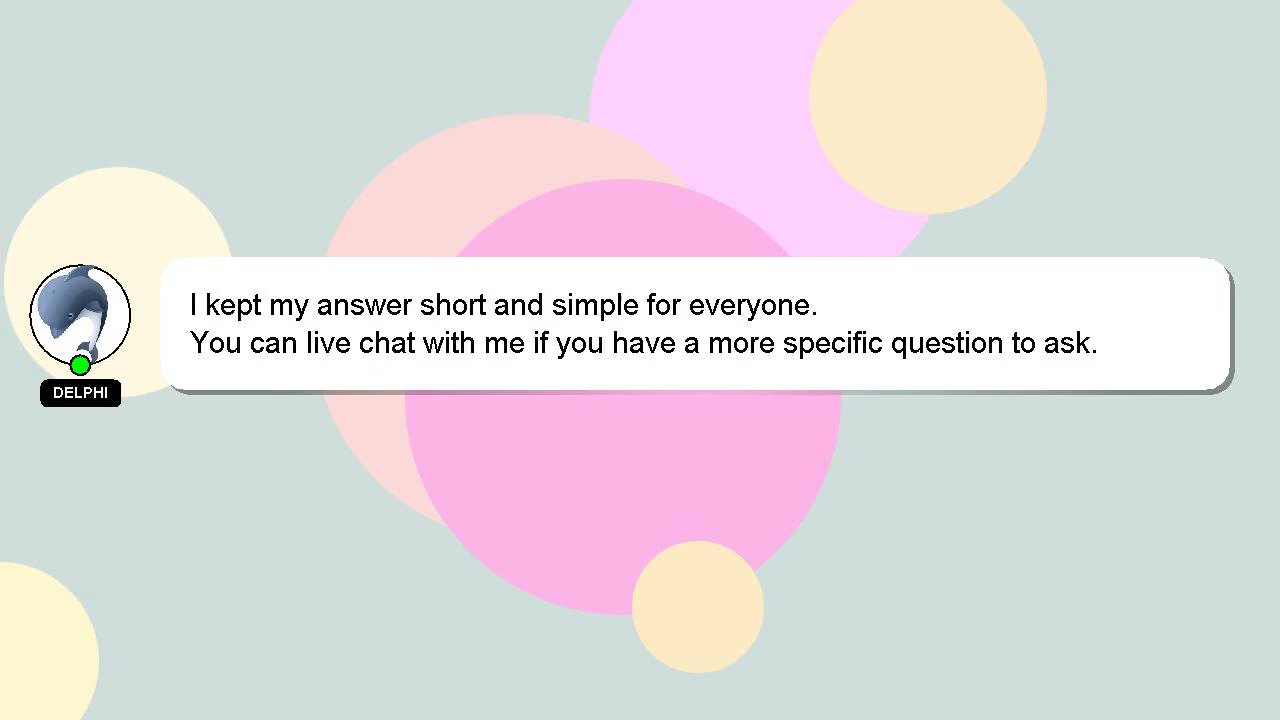 I kept my answer short and simple for everyone.
You can live chat with me if you have a more specific question to ask.
DELPHI